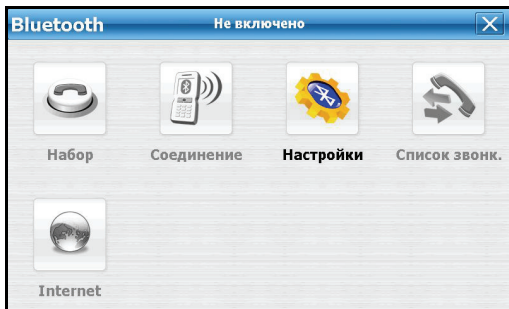 Bluetooth Не включено
Набор Соединение Настройки Список звонк.
Internet